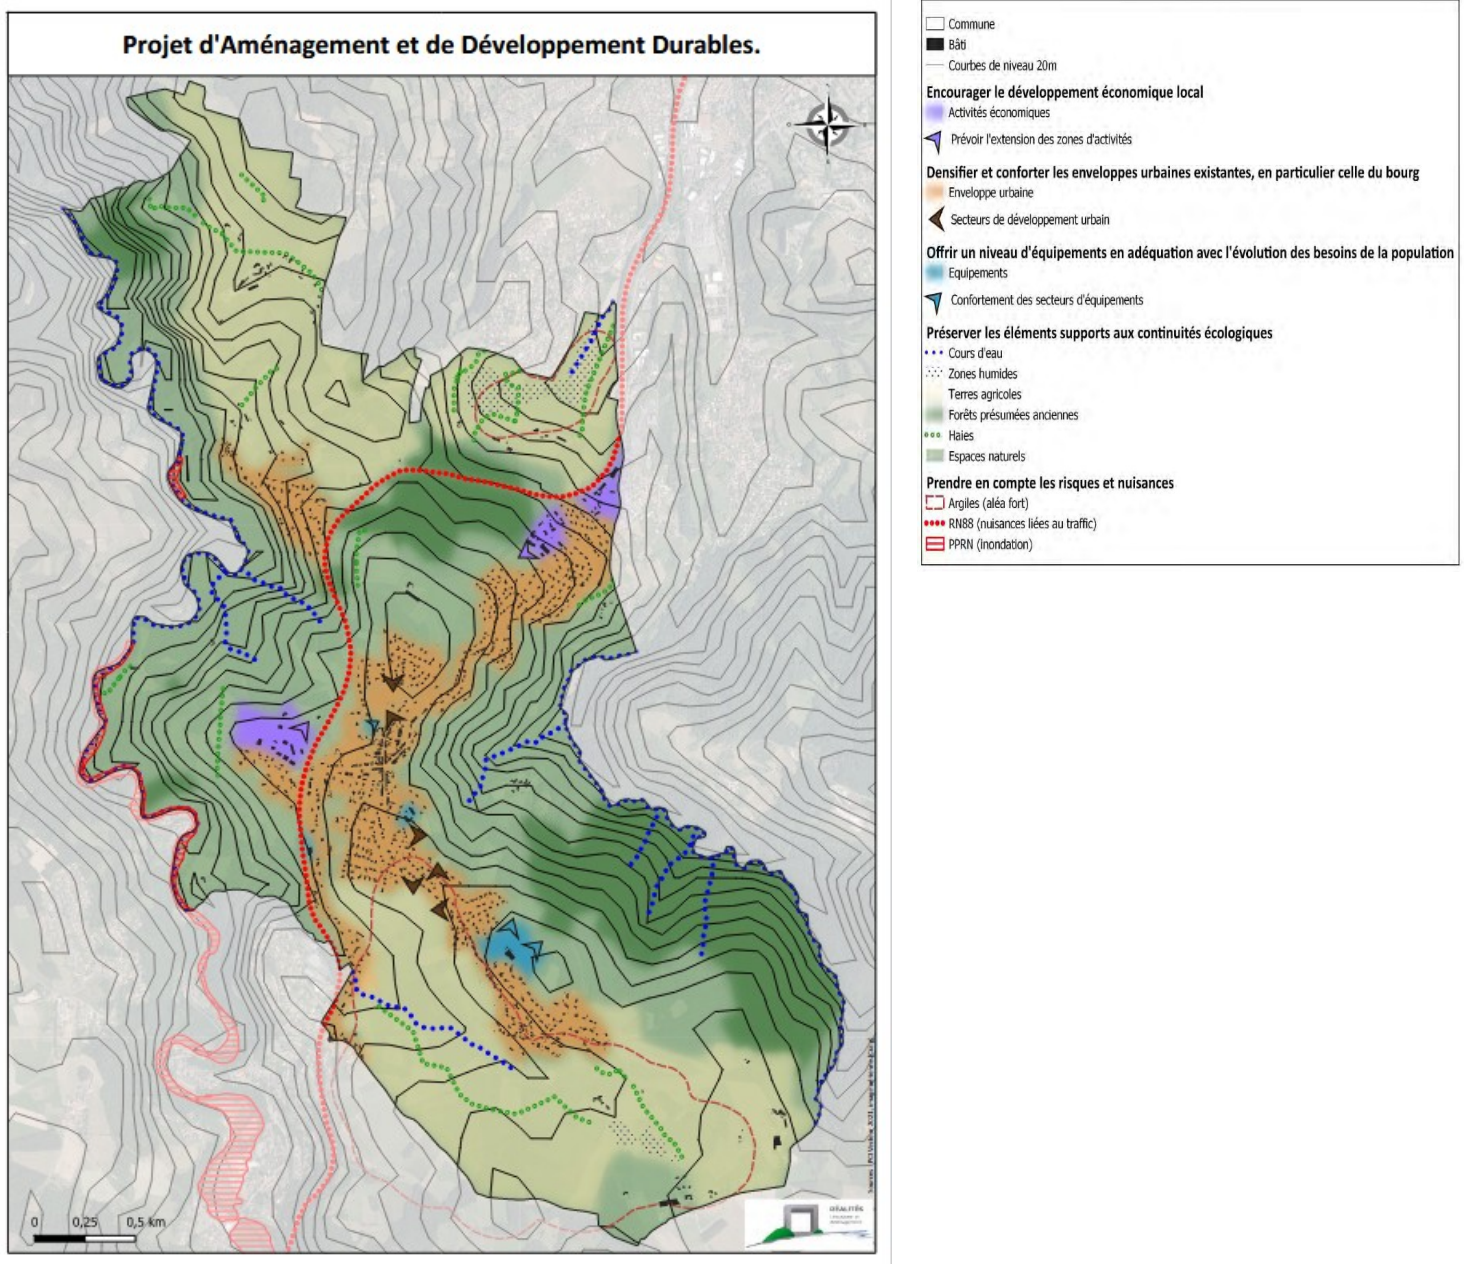 Projet d'Aménagement et de Développement Durables.
0 0,25 0,5 km
RÉALITÉS
Commune
Bâti
Courbes de niveau 20m
Encourager le développement économique local
Activités économiques
Prévoir l'extension des zones d'activités
Densifier et conforter les enveloppes urbaines existantes, en particulier celle du bourg
Enveloppe urbaine
Secteurs de développement urbain
Offrir un niveau d'équipements en adéquation avec l'évolution des besoins de la population
Equipements
Confortement des secteurs d'équipements
Préserver les éléments supports aux continuités écologiques
Cours d'eau
Zones humides
Terres agricoles
Forêts présumées anciennes
Haies
Espaces naturels
Prendre en compte les risques et nuisances
Argiles (aléa fort)
RN88 (nuisances liées au traffic)
PPRN (inondation)